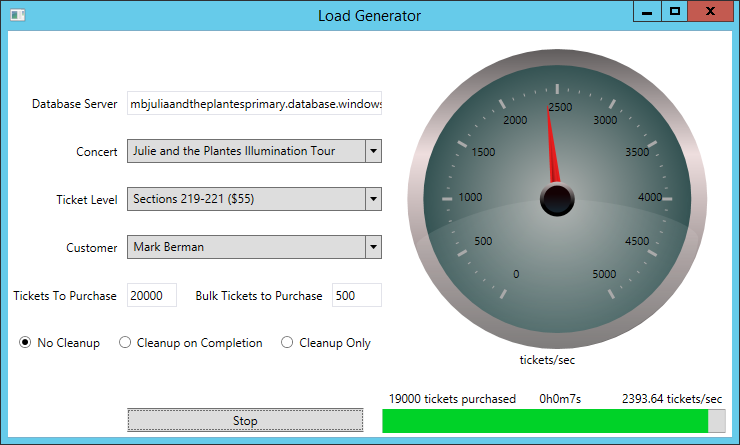 Load Generator
Database Server
mbjuliaandtheplantesprimary.database.windows
Concert
Julie and the Plantes Illumination Tour
Ticket Level
Sections 219-221 ($55)
Customer
Mark Berman
Tickets To Purchase
20000
Bulk Tickets to Purchase
500
No Cleanup
Cleanup on Completion
Cleanup Only
Stop
0
500
1000
1500
2000
2500
3000
3500
4000
4500
5000
tickets/sec
19000 tickets purchased
0h0m7s
2393.64 tickets/sec